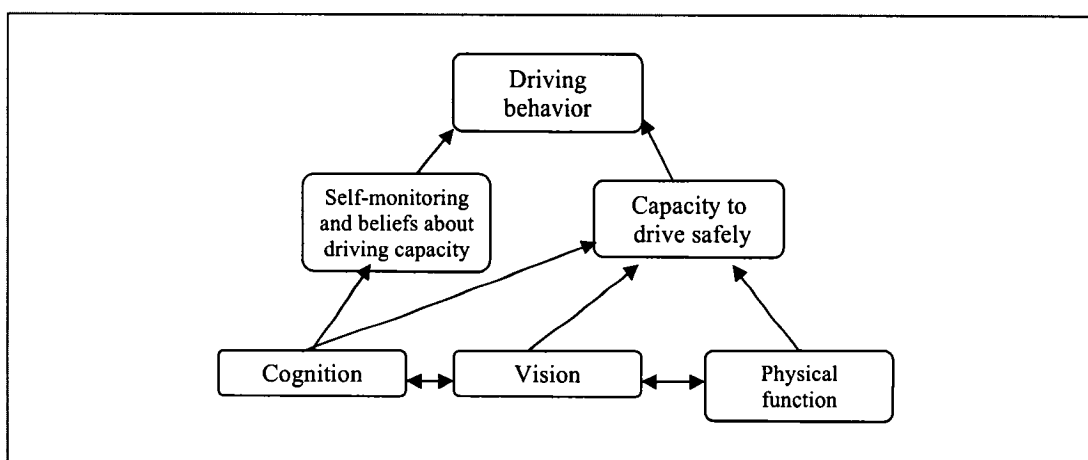 Driving
behavior
Self-monitoring
and beliefs about
driving capacity
Capacity to
drive safely
Cognition
Vision
Physical
function